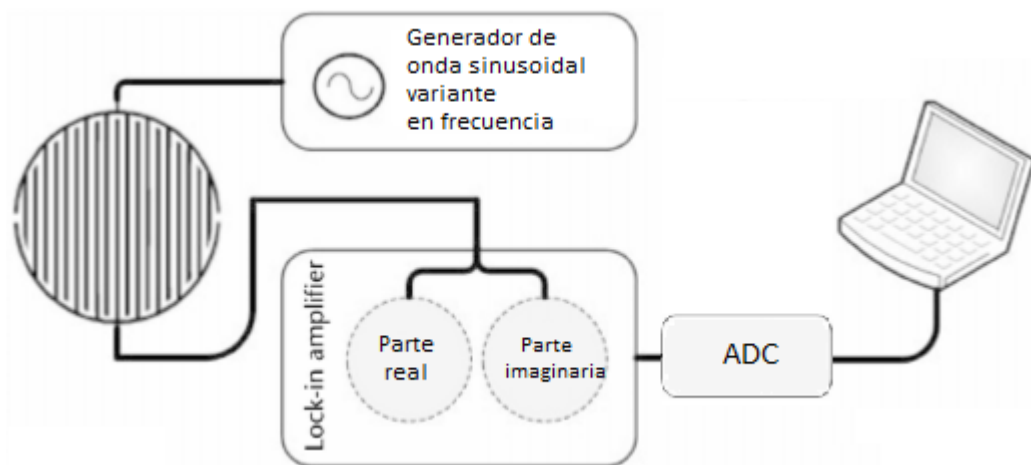 Generador de
onda sinusoidal
variante
en frecuencia
Lock-in amplifier
Parte
real
Parte
imaginaria
ADC